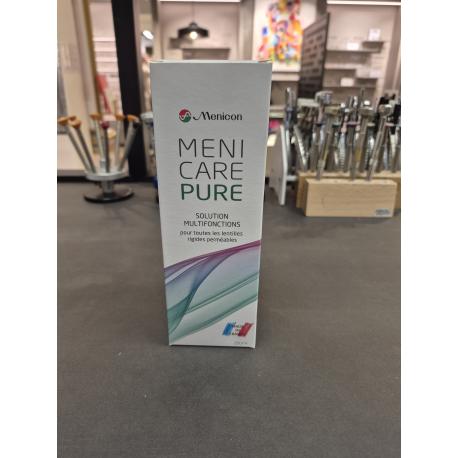 Menicon
MENI
CARE
PURE
SOLUTION
MULTIFONCTIONS
pour toutes les lentilles
rigides perméables